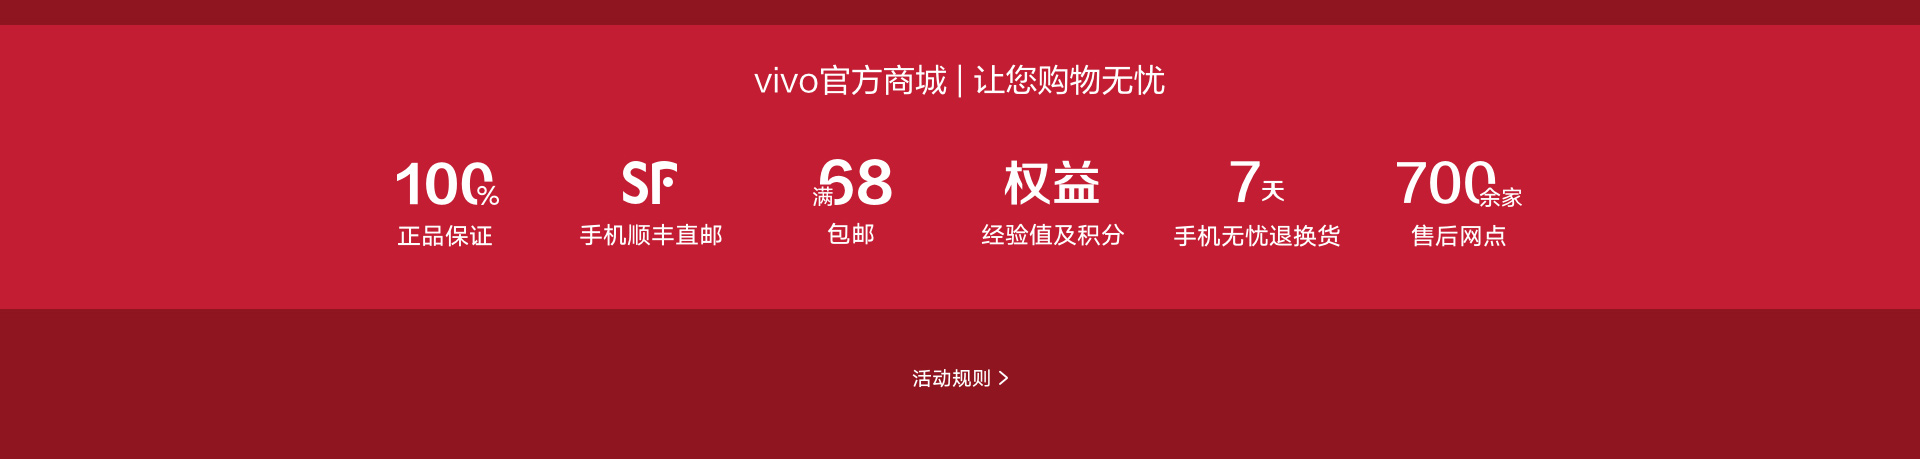 vivo官方商城 | 让您购物无忧
100%
正品保证
SF
手机顺丰直邮
满68
包邮
权益
经验值及积分
7天
手机无忧退换货
700余家
售后网点
活动规则 >